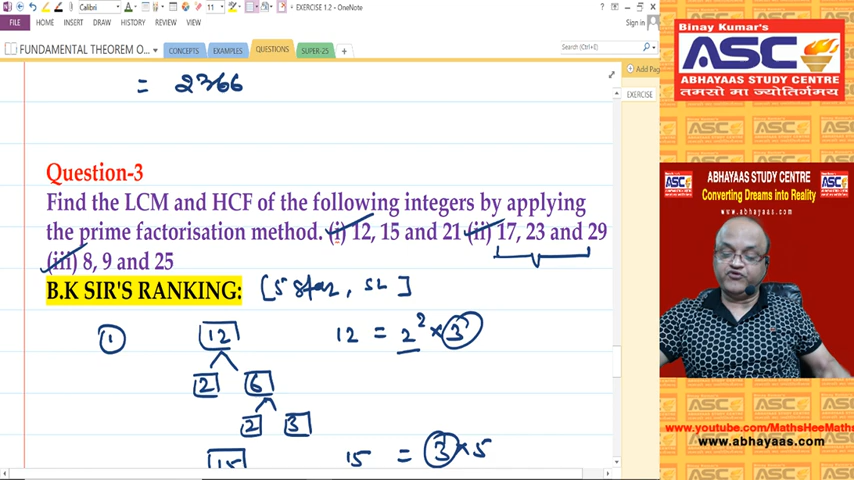 EXERCISE 1.2 - OneNote
Calibri
11
Sign in
FILE HOME INSERT DRAW HISTORY REVIEW VIEW
FUNDAMENTAL THEOREM O... CONCEPTS EXAMPLES QUESTIONS SUPER-25 +
Search (Ctrl+E)
Add Pag
EXERCISE
= 2366
Question-3
Find the LCM and HCF of the following integers by applying
the prime factorisation method. (i) 12, 15 and 21 (ii) 17, 23 and 29
(iii) 8, 9 and 25
B.K SIR'S RANKING: [5 star, SL]
1 12 12 = 2² × 3¹
2 6
2 3
15 15 = 3 × 5
Binay Kumar's
ASC
ABHAYAAS STUDY CENTRE
तमसो मा ज्योतिर्गमय
ABHYAAS STUDY CENTRE
Converting Dreams into Reality
www.abhayaas.com
ASC
www.youtube.com/MathsHeeMaths
www.abhayaas.com